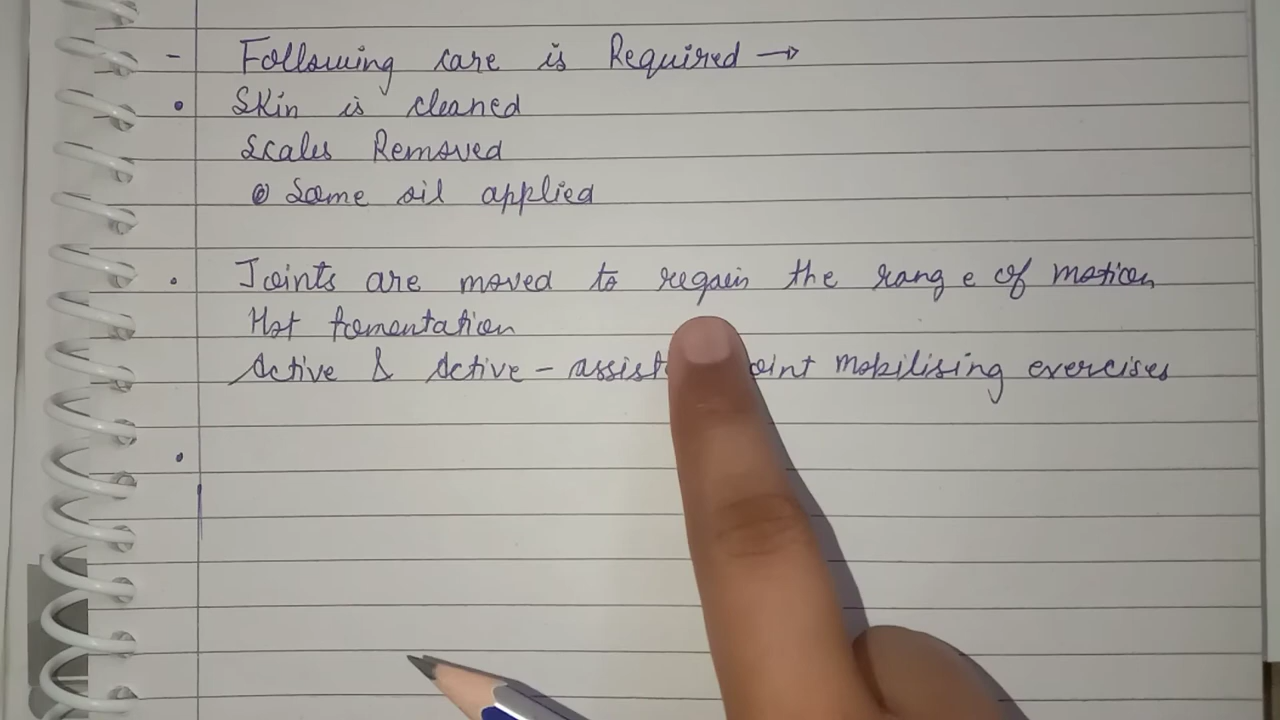 - Following care is Required →
• Skin is cleaned
Scales Removed
Some oil applied
• Joints are moved to regain the range of motion
Hot fomentation
Active & Active - assist oint mobilising exercises
•